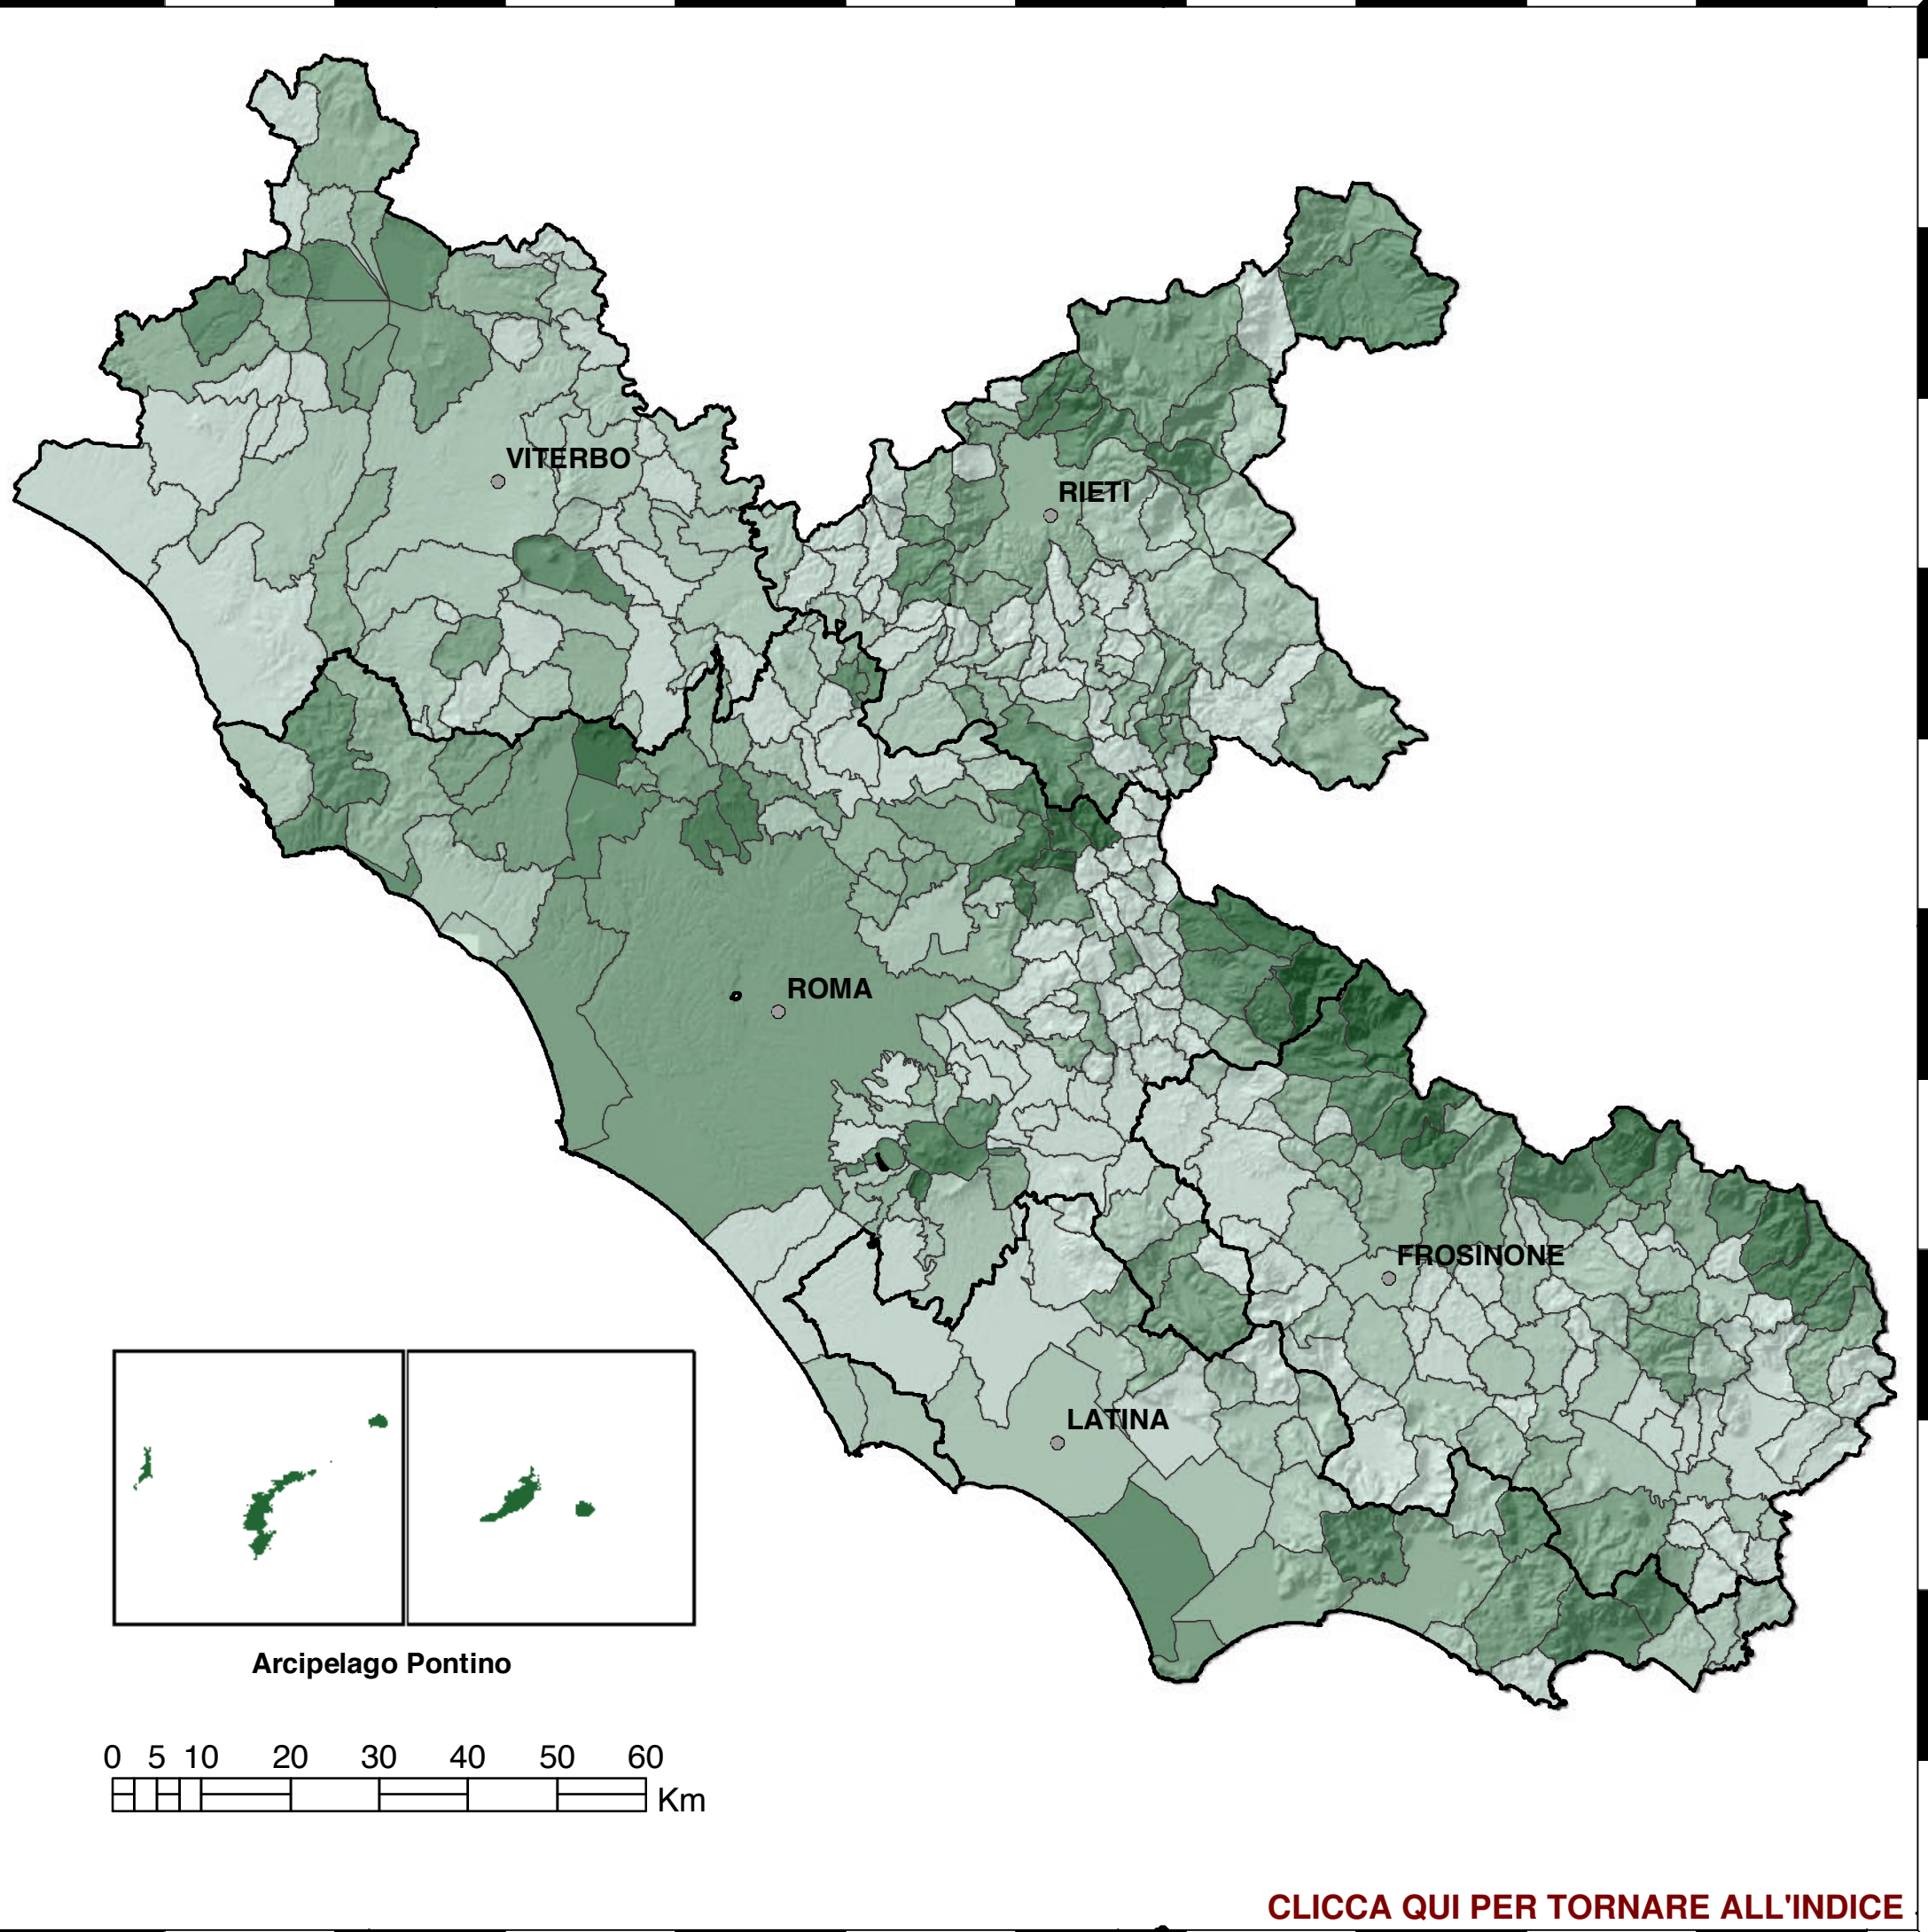 VITERBO
RIETI
ROMA
FROSINONE
LATINA
Arcipelago Pontino
0 5 10 20 30 40 50 60
Km
CLICCA QUI PER TORNARE ALL'INDICE